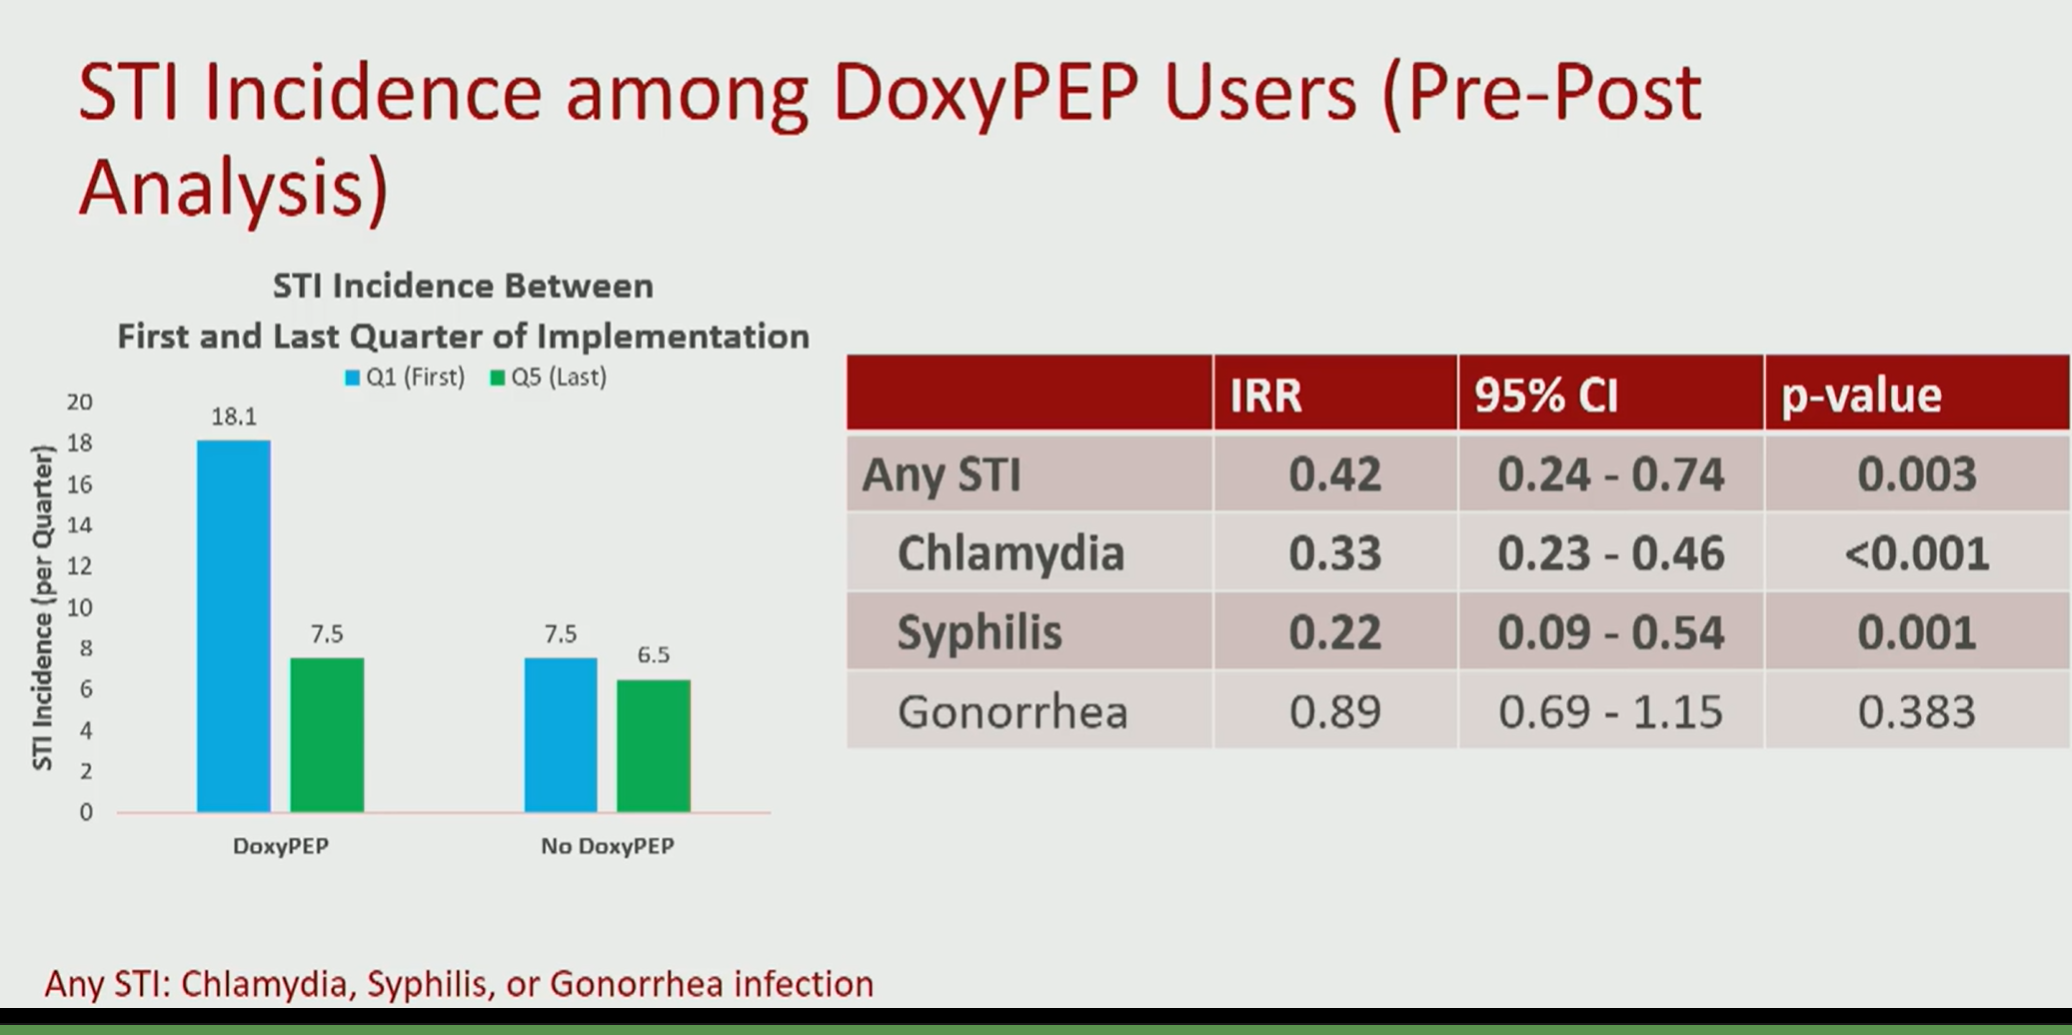 STI Incidence among DoxyPEP Users (Pre-Post
Analysis)
STI Incidence Between
First and Last Quarter of Implementation
Q1 (First) Q5 (Last)
STI Incidence (per Quarter)
20
18
16
14
12
10
8
6
4
2
0
18.1
7.5
7.5
6.5
DoxyPEP No DoxyPEP
IRR 95% CI p-value
Any STI 0.42 0.24 - 0.74 0.003
Chlamydia 0.33 0.23 - 0.46 <0.001
Syphilis 0.22 0.09 - 0.54 0.001
Gonorrhea 0.89 0.69 - 1.15 0.383
Any STI: Chlamydia, Syphilis, or Gonorrhea infection